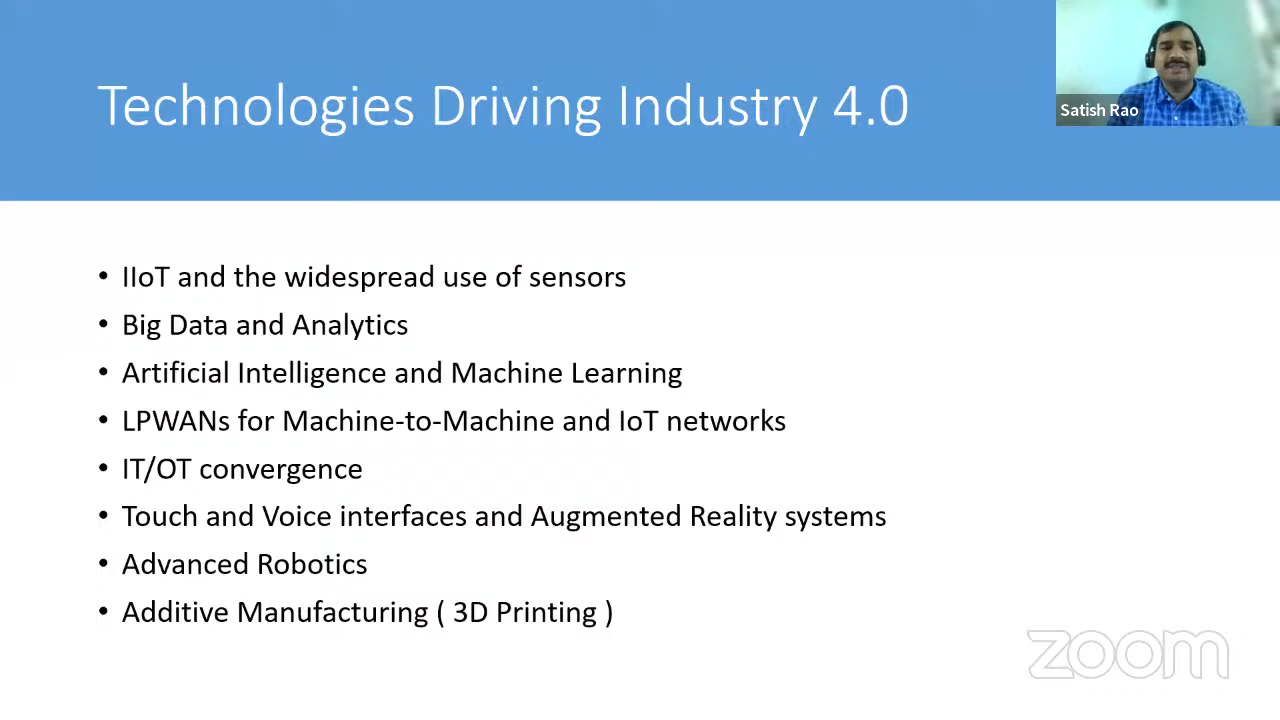 Technologies Driving Industry 4.0
Satish Rao
• IIoT and the widespread use of sensors
• Big Data and Analytics
• Artificial Intelligence and Machine Learning
• LPWANs for Machine-to-Machine and IoT networks
• IT/OT convergence
• Touch and Voice interfaces and Augmented Reality systems
• Advanced Robotics
• Additive Manufacturing ( 3D Printing )
zoom